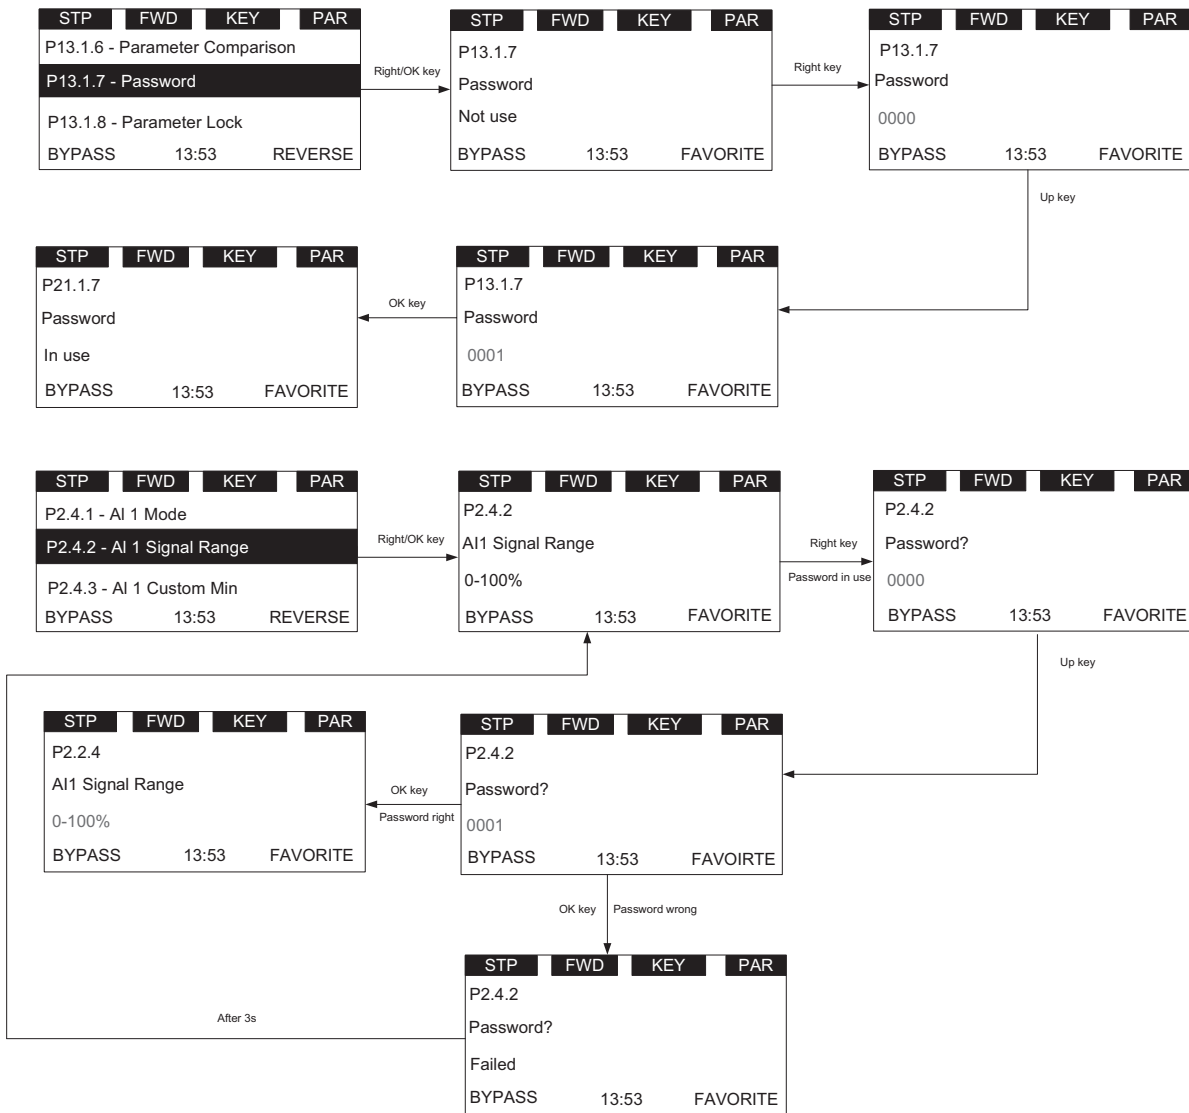 STP FWD KEY PAR
P13.1.6 - Parameter Comparison
P13.1.7 - Password
P13.1.8 - Parameter Lock
BYPASS 13:53 REVERSE
Right/OK key
STP FWD KEY PAR
P13.1.7
Password
Not use
BYPASS 13:53 FAVORITE
Right key
STP FWD KEY PAR
P13.1.7
Password
0000
BYPASS 13:53 FAVORITE
Up key
STP FWD KEY PAR
P13.1.7
Password
0001
BYPASS 13:53 FAVORITE
OK key
STP FWD KEY PAR
P21.1.7
Password
In use
BYPASS 13:53 FAVORITE
STP FWD KEY PAR
P2.4.1 - AI 1 Mode
P2.4.2 - AI 1 Signal Range
P2.4.3 - AI 1 Custom Min
BYPASS 13:53 REVERSE
Right/OK key
STP FWD KEY PAR
P2.4.2
AI1 Signal Range
0-100%
BYPASS 13:53 FAVORITE
Right key
Password in use
STP FWD KEY PAR
P2.4.2
Password?
0000
BYPASS 13:53 FAVORITE
Up key
STP FWD KEY PAR
P2.4.2
Password?
0001
BYPASS 13:53 FAVOIRTE
OK key
Password right
STP FWD KEY PAR
P2.2.4
AI1 Signal Range
0-100%
BYPASS 13:53 FAVORITE
OK key Password wrong
STP FWD KEY PAR
P2.4.2
Password?
Failed
BYPASS 13:53 FAVORITE
After 3s